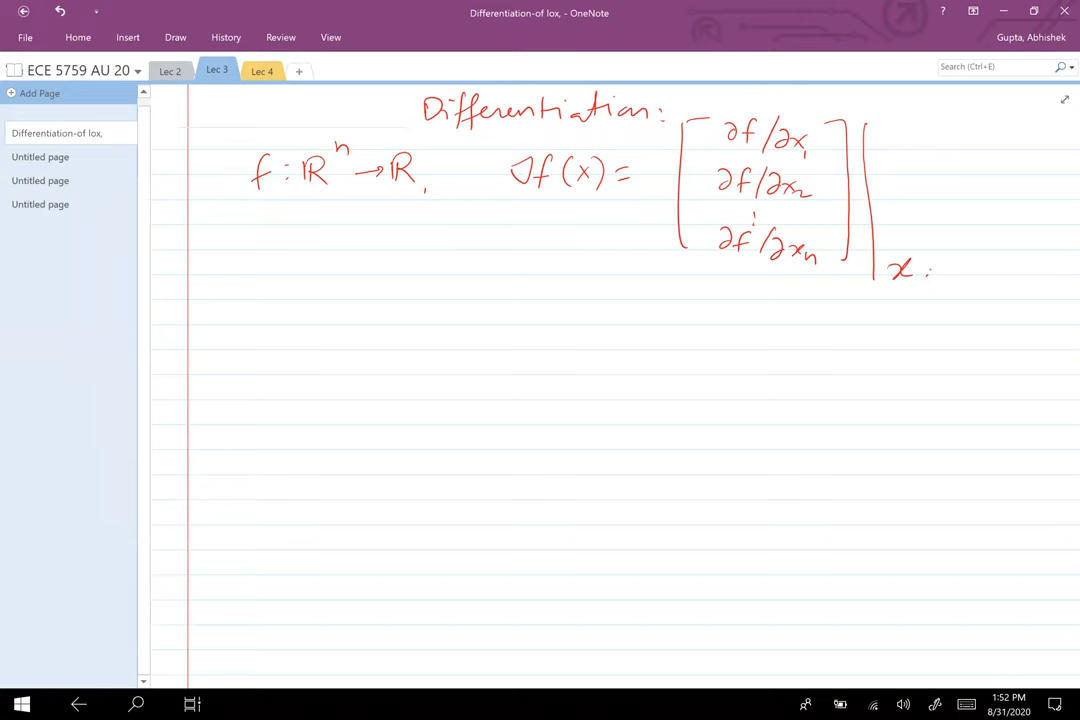 Differentiation-of lox, - OneNote
File Home Insert Draw History Review View
Gupta, Abhishek
ECE 5759 AU 20 Lec 2 Lec 3 Lec 4
Search (Ctrl+E)
Add Page
Differentiation-of lox,
Untitled page
Untitled page
Untitled page
Differentiation:
f: ℝⁿ → ℝ, ∇f(x) =
∂f/∂x₁
∂f/∂x₂
⋮
∂f/∂xₙ
x :
1:52 PM
8/31/2020